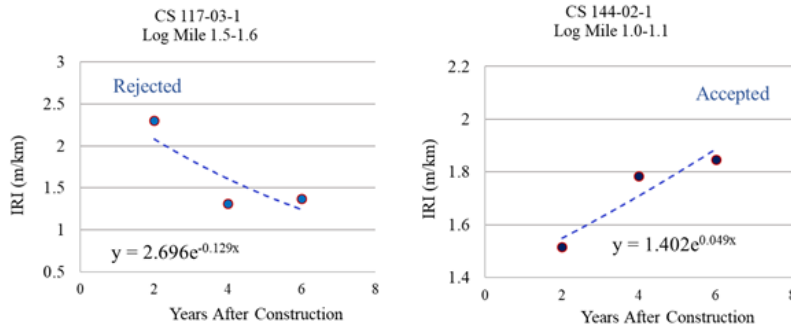 CS 117-03-1
Log Mile 1.5-1.6
3
2.5
2
1.5
1
0.5
IRI (m/km)
Rejected
y = 2.696e^-0.129x
0 2 4 6 8
Years After Construction
CS 144-02-1
Log Mile 1.0-1.1
2.2
2
1.8
1.6
1.4
IRI (m/km)
Accepted
y = 1.402e^0.049x
0 2 4 6 8
Years After Construction